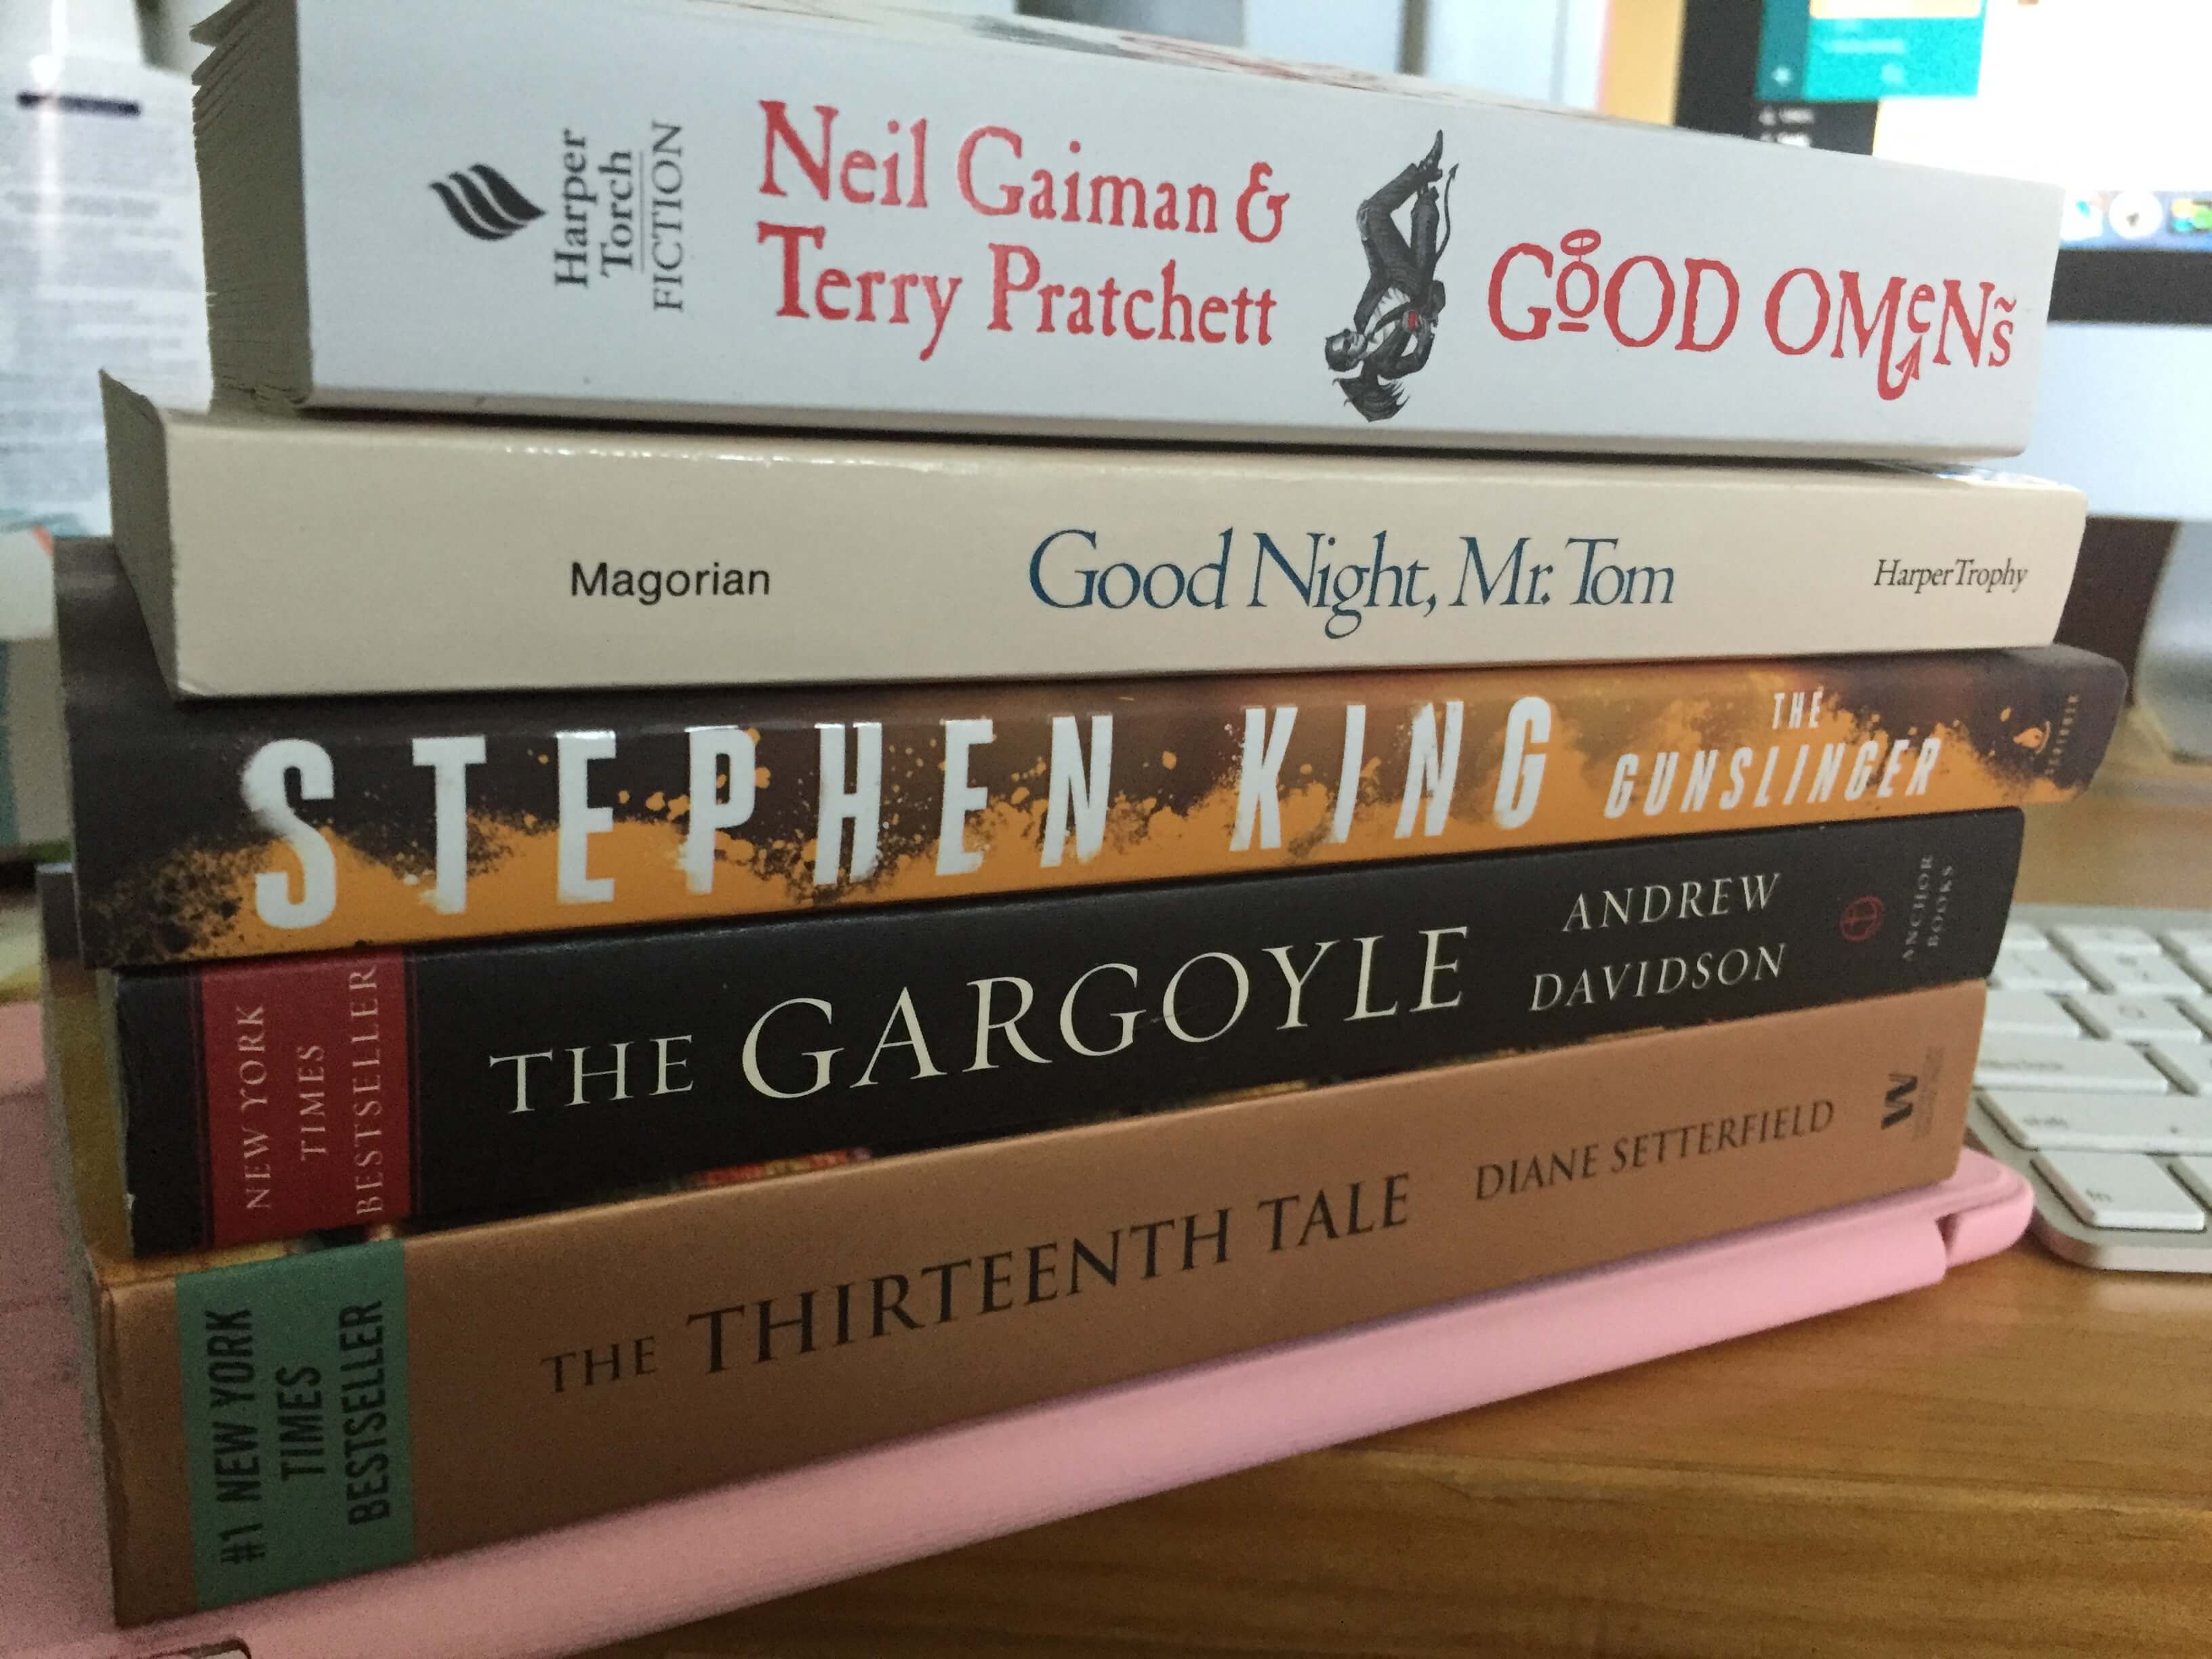 Harper
Torch
FICTION
Neil Gaiman &
Terry Pratchett
GOOD OMENS
Magorian
Good Night, Mr. Tom
HarperTrophy
STEPHEN KING
THE
GUNSLINGER
SCRIBNER
NEW YORK
TIMES
BESTSELLER
THE GARGOYLE
ANDREW
DAVIDSON
ANCHOR
BOOKS
#1 NEW YORK
TIMES
BESTSELLER
THE THIRTEENTH TALE
DIANE SETTERFIELD
W
fn